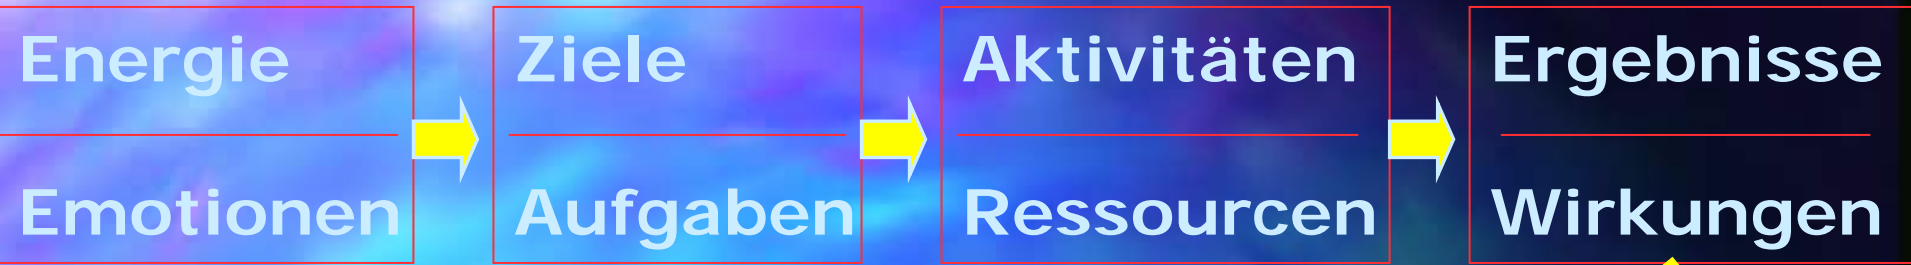 Energie
Emotionen
Ziele
Aufgaben
Aktivitäten
Ressourcen
Ergebnisse
Wirkungen